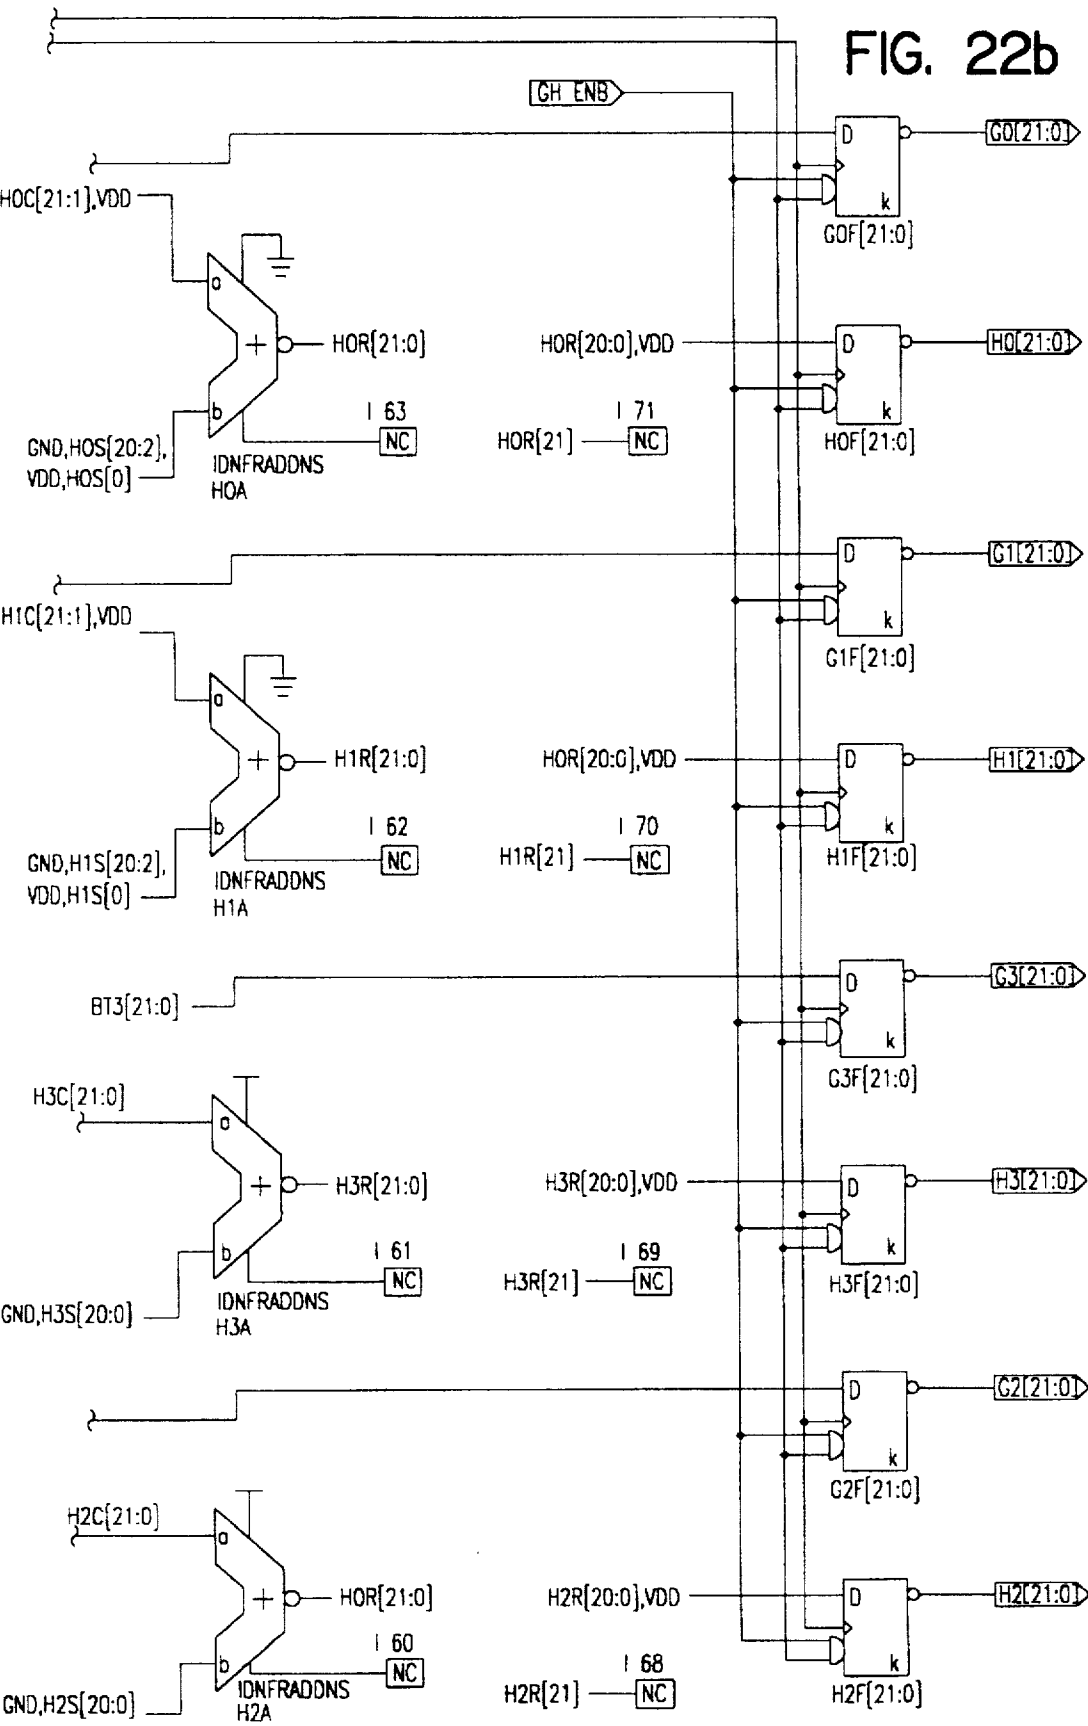 FIG. 22b
GH ENB
D
G0[21:0]
k
G0F[21:0]
H0C[21:1],VDD
a
+
H0R[21:0]
b
GND,H0S[20:2],
VDD,H0S[0]
IDNFRADDNS
H0A
I 63
NC
H0R[20:0],VDD
I 71
H0R[21]
NC
D
H0[21:0]
k
H0F[21:0]
D
G1[21:0]
k
G1F[21:0]
H1C[21:1],VDD
a
+
H1R[21:0]
b
GND,H1S[20:2],
VDD,H1S[0]
IDNFRADDNS
H1A
I 62
NC
H0R[20:0],VDD
I 70
H1R[21]
NC
D
H1[21:0]
k
H1F[21:0]
BT3[21:0]
D
G3[21:0]
k
G3F[21:0]
H3C[21:0]
a
+
H3R[21:0]
b
GND,H3S[20:0]
IDNFRADDNS
H3A
I 61
NC
H3R[20:0],VDD
I 69
H3R[21]
NC
D
H3[21:0]
k
H3F[21:0]
D
G2[21:0]
k
G2F[21:0]
H2C[21:0]
a
+
H0R[21:0]
b
GND,H2S[20:0]
IDNFRADDNS
H2A
I 60
NC
H2R[20:0],VDD
I 68
H2R[21]
NC
D
H2[21:0]
k
H2F[21:0]